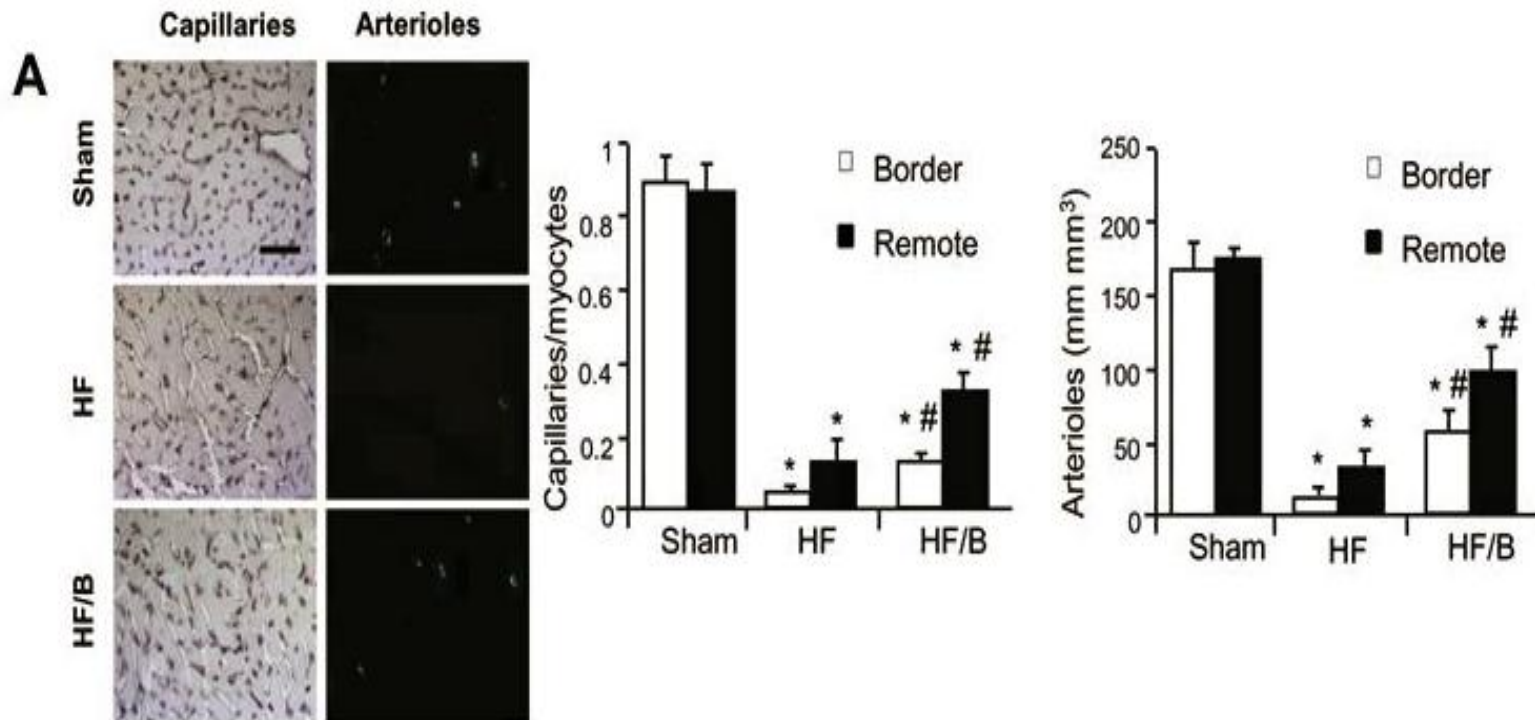 Capillaries Arterioles
A
Sham
HF
HF/B
Capillaries/myocytes
1
0.8
0.6
0.4
0.2
0
Border
Remote
* * * # * #
Sham HF HF/B
Arterioles (mm mm³)
250
200
150
100
50
0
Border
Remote
* * * # * #
Sham HF HF/B